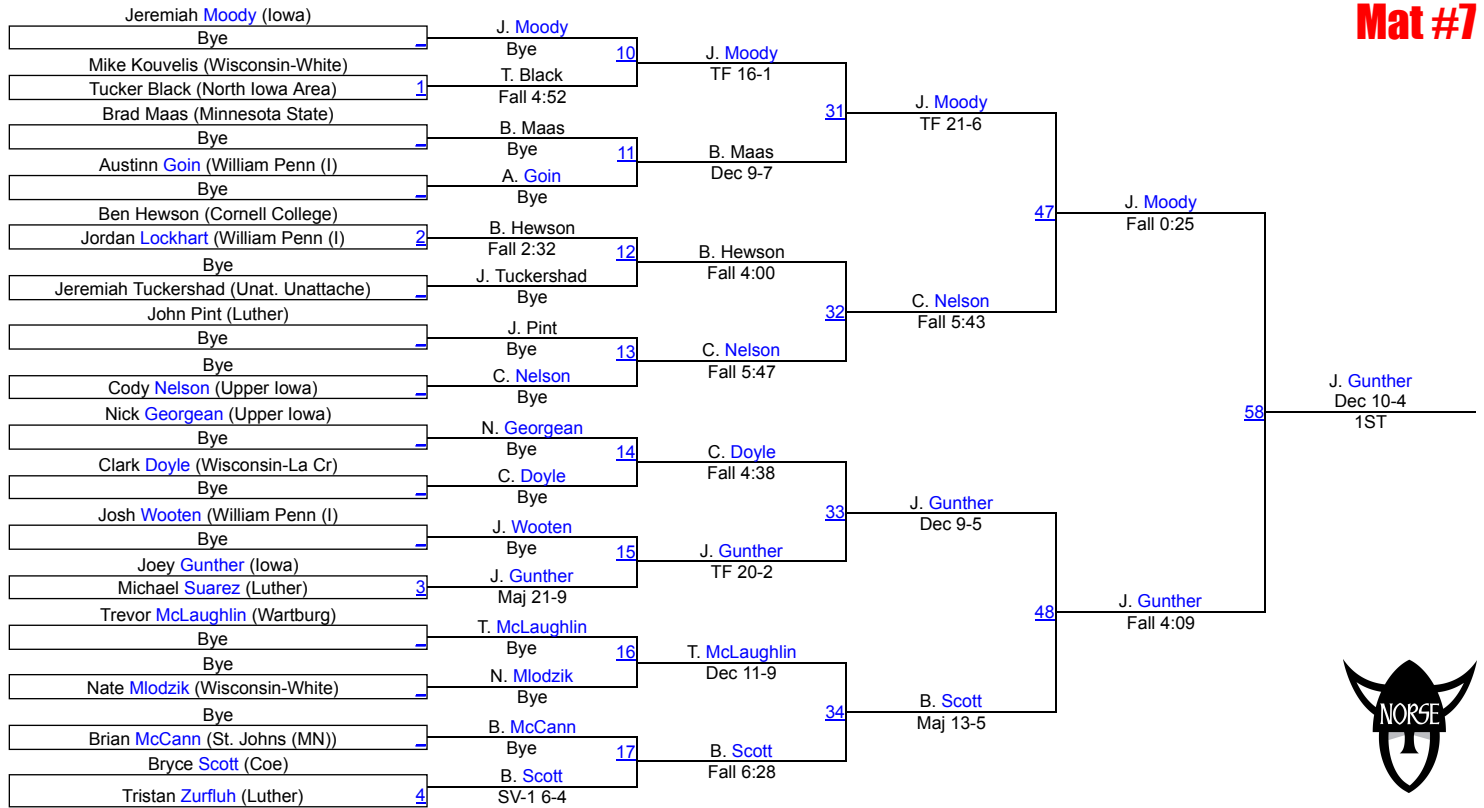 Mat #7
Jeremiah Moody (Iowa)
Bye
Mike Kouvelis (Wisconsin-White)
Tucker Black (North Iowa Area) 1
Brad Maas (Minnesota State)
Bye
Austinn Goin (William Penn (I)
Bye
Ben Hewson (Cornell College)
Jordan Lockhart (William Penn (I) 2
Bye
Jeremiah Tuckershad (Unat. Unattache)
John Pint (Luther)
Bye
Bye
Cody Nelson (Upper Iowa)
Nick Georgean (Upper Iowa)
Bye
Clark Doyle (Wisconsin-La Cr)
Bye
Josh Wooten (William Penn (I)
Bye
Joey Gunther (Iowa)
Michael Suarez (Luther) 3
Trevor McLaughlin (Wartburg)
Bye
Bye
Nate Mlodzik (Wisconsin-White)
Bye
Brian McCann (St. Johns (MN))
Bryce Scott (Coe)
Tristan Zurfluh (Luther) 4
J. Moody
Bye
10
T. Black
Fall 4:52
B. Maas
Bye
11
A. Goin
Bye
B. Hewson
Fall 2:32
12
J. Tuckershad
Bye
J. Pint
Bye
13
C. Nelson
Bye
N. Georgean
Bye
14
C. Doyle
Bye
J. Wooten
Bye
15
J. Gunther
Maj 21-9
T. McLaughlin
Bye
16
N. Mlodzik
Bye
B. McCann
Bye
17
B. Scott
SV-1 6-4
J. Moody
TF 16-1
31
B. Maas
Dec 9-7
B. Hewson
Fall 4:00
32
C. Nelson
Fall 5:47
C. Doyle
Fall 4:38
33
J. Gunther
TF 20-2
T. McLaughlin
Dec 11-9
34
B. Scott
Fall 6:28
J. Moody
TF 21-6
47
C. Nelson
Fall 5:43
J. Gunther
Dec 9-5
48
B. Scott
Maj 13-5
J. Moody
Fall 0:25
58
J. Gunther
Fall 4:09
J. Gunther
Dec 10-4
1ST
NORSE